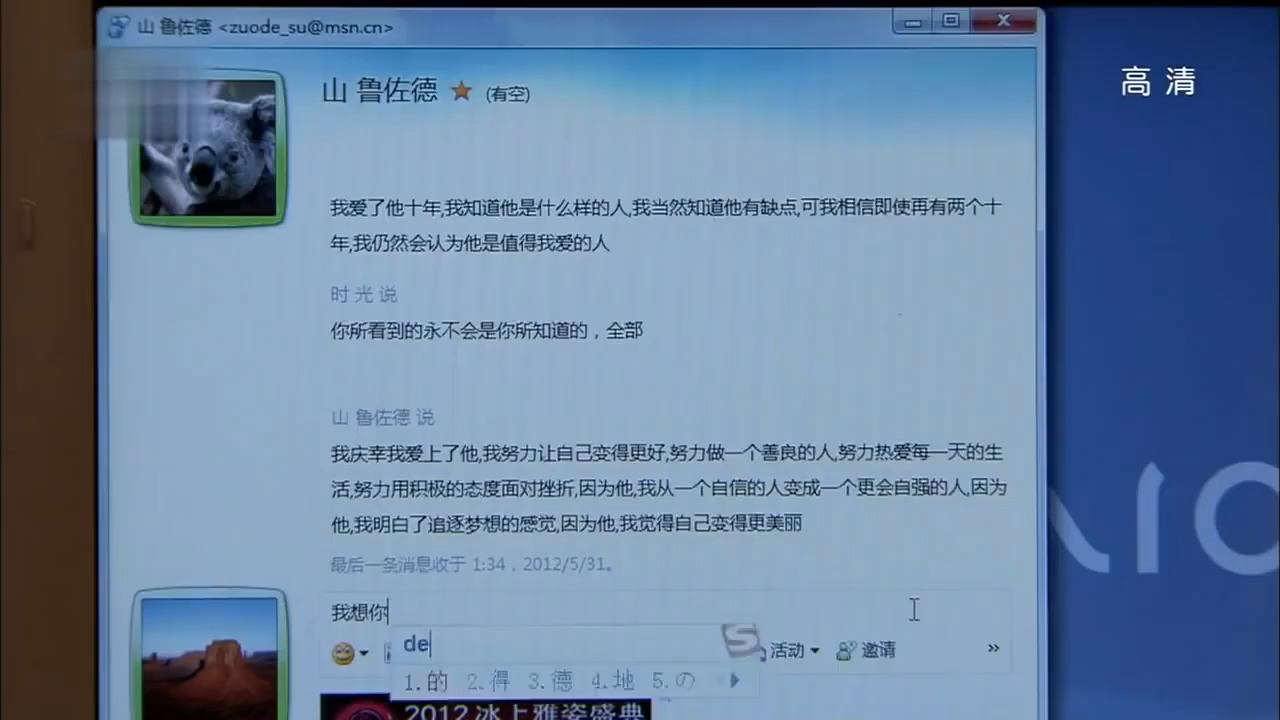 山 鲁佐德 <zuode_su@msn.cn>
高清
山 鲁佐德 ★ (有空)
我爱了他十年,我知道他是什么样的人,我当然知道他有缺点,可我相信即使再有两个十
年,我仍然会认为他是值得我爱的人
时 光 说
你所看到的永不会是你所知道的，全部
山 鲁佐德 说
我庆幸我爱上了他,我努力让自己变得更好,努力做一个善良的人,努力热爱每一天的生
活,努力用积极的态度面对挫折,因为他,我从一个自信的人变成一个更会自强的人,因为
他,我明白了追逐梦想的感觉,因为他,我觉得自己变得更美丽
最后一条消息收于 1:34，2012/5/31。
我想你
de
活动 邀请 »
1.的 2.得 3.德 4.地 5.の
2012冰上雅姿盛典